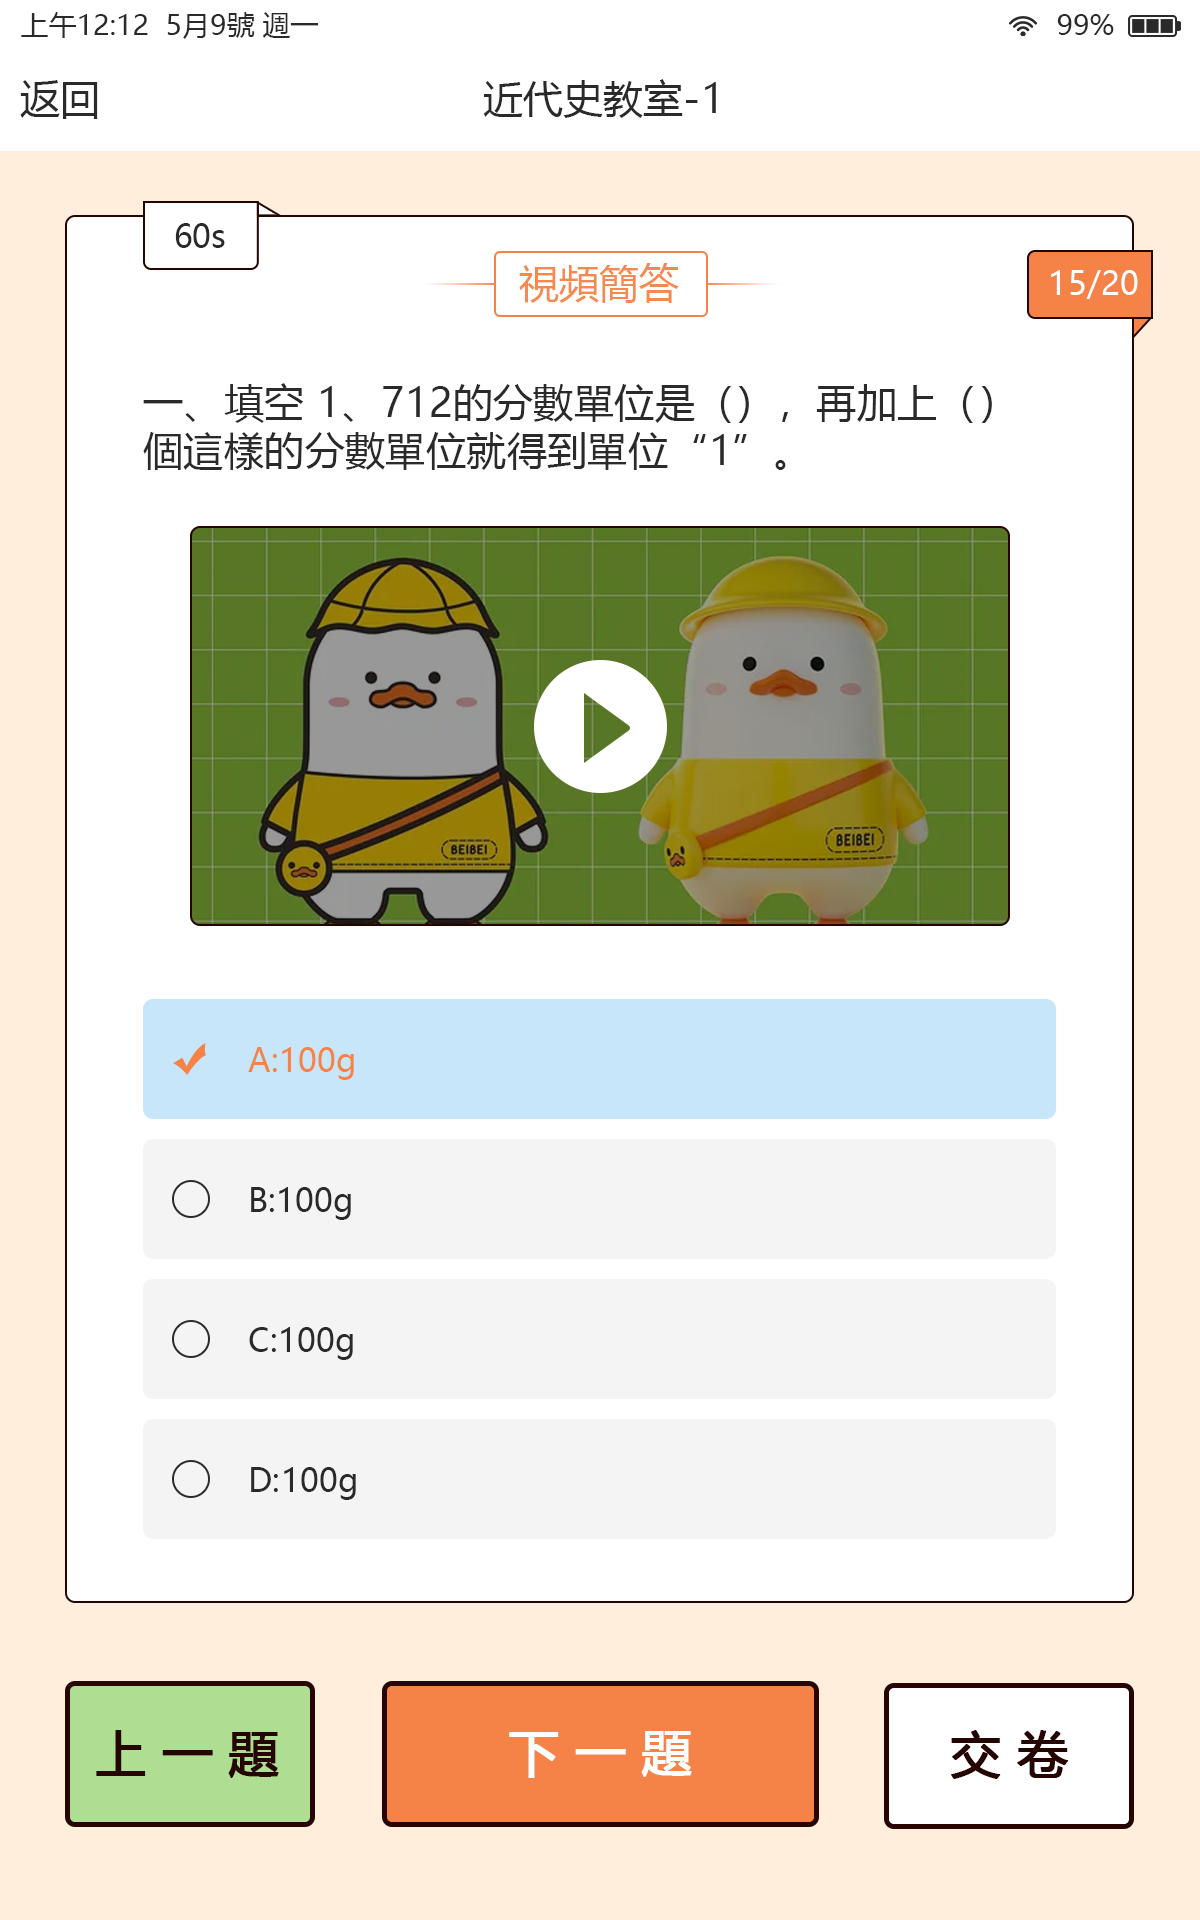 上午12:12 5月9號 週一
99%
返回
近代史教室-1
60s
視頻簡答
15/20
一、填空 1、712的分數單位是（），再加上（）
個這樣的分數單位就得到單位“1”。
BEIBEI
BEIBEI
A:100g
B:100g
C:100g
D:100g
上一題
下一題
交卷